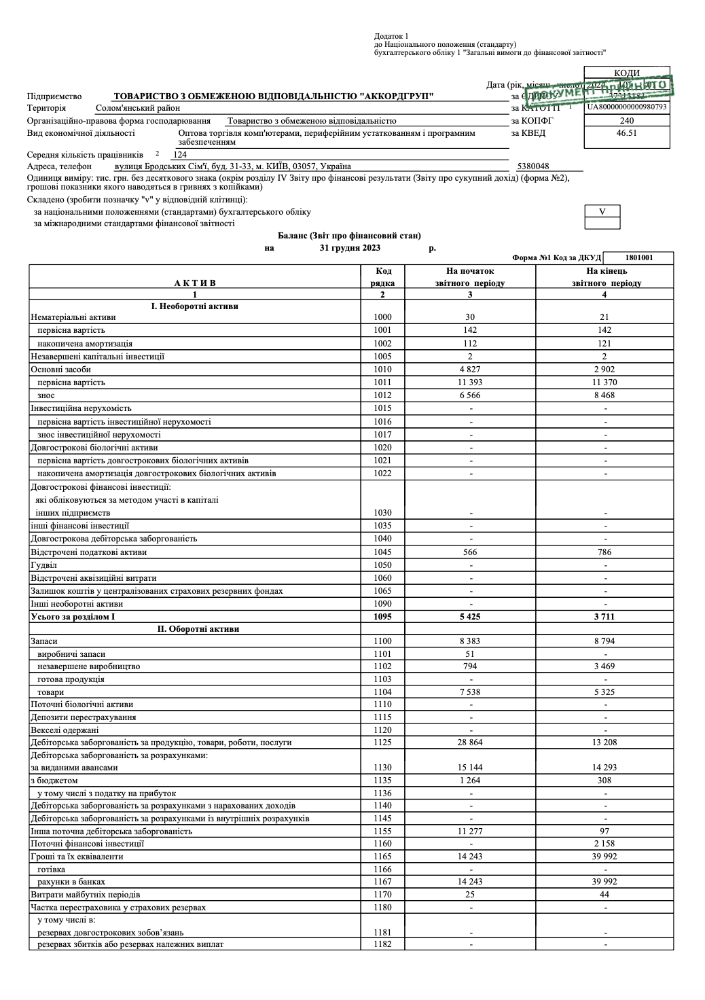 Додаток 1
до Національного положення (стандарту)
бухгалтерського обліку 1 "Загальні вимоги до фінансової звітності"
КОДИ
Дата (рік, місяць, число) 2024 01 01
ДОКУМЕНТ ПРИЙНЯТО
Підприємство ТОВАРИСТВО З ОБМЕЖЕНОЮ ВІДПОВІДАЛЬНІСТЮ "АККОРДГРУП" за ЄДРПОУ
Територія Солом'янський район за КАТОТТГ 1 UA80000000000980793
Організаційно-правова форма господарювання Товариство з обмеженою відповідальністю за КОПФГ 240
Вид економічної діяльності Оптова торгівля комп'ютерами, периферийним устаткованням і програмним за КВЕД 46.51
забезпеченням
Середня кількість працівників 2 124
Адреса, телефон вулиця Бродських Сім'ї, буд. 31-33, м. КИЇВ, 03057, Україна 5380048
Одиниця виміру: тис. грн. без десяткового знака (окрім розділу IV Звіту про фінансові результати (Звіту про сукупний дохід) (форма №2),
грошові показники якого наводяться в гривнях з копійками)
Складено (зробити позначку "v" у відповідній клітинці):
за національними положеннями (стандартами) бухгалтерського обліку V
за міжнародними стандартами фінансової звітності
Баланс (Звіт про фінансовий стан)
на 31 грудня 2023 р.
Форма №1 Код за ДКУД 1801001
А К Т И В Код рядка На початок звітного періоду На кінець звітного періоду
1 2 3 4
І. Необоротні активи
Нематеріальні активи 1000 30 21
первісна вартість 1001 142 142
накопичена амортизація 1002 112 121
Незавершені капітальні інвестиції 1005 2 2
Основні засоби 1010 4 827 2 902
первісна вартість 1011 11 393 11 370
знос 1012 6 566 8 468
Інвестиційна нерухомість 1015 - -
первісна вартість інвестиційної нерухомості 1016 - -
знос інвестиційної нерухомості 1017 - -
Довгострокові біологічні активи 1020 - -
первісна вартість довгострокових біологічних активів 1021 - -
накопичена амортизація довгострокових біологічних активів 1022 - -
Довгострокові фінансові інвестиції:
які обліковуються за методом участі в капіталі
інших підприємств 1030 - -
інші фінансові інвестиції 1035 - -
Довгострокова дебіторська заборгованість 1040 - -
Відстрочені податкові активи 1045 566 786
Гудвіл 1050 - -
Відстрочені аквізиційні витрати 1060 - -
Залишок коштів у централізованих страхових резервних фондах 1065 - -
Інші необоротні активи 1090 - -
Усього за розділом І 1095 5 425 3 711
ІІ. Оборотні активи
Запаси 1100 8 383 8 794
виробничі запаси 1101 51 -
незавершене виробництво 1102 794 3 469
готова продукція 1103 - -
товари 1104 7 538 5 325
Поточні біологічні активи 1110 - -
Депозити перестрахування 1115 - -
Векселі одержані 1120 - -
Дебіторська заборгованість за продукцію, товари, роботи, послуги 1125 28 864 13 208
Дебіторська заборгованість за розрахунками:
за виданими авансами 1130 15 144 14 293
з бюджетом 1135 1 264 308
у тому числі з податку на прибуток 1136 - -
Дебіторська заборгованість за розрахунками з нарахованих доходів 1140 - -
Дебіторська заборгованість за розрахунками із внутрішніх розрахунків 1145 - -
Інша поточна дебіторська заборгованість 1155 11 277 97
Поточні фінансові інвестиції 1160 - 2 158
Гроші та їх еквіваленти 1165 14 243 39 992
готівка 1166 - -
рахунки в банках 1167 14 243 39 992
Витрати майбутніх періодів 1170 25 44
Частка перестраховика у страхових резервах 1180 - -
у тому числі в:
резервах довгострокових зобов’язань 1181 - -
резервах збитків або резервах належних виплат 1182 - -